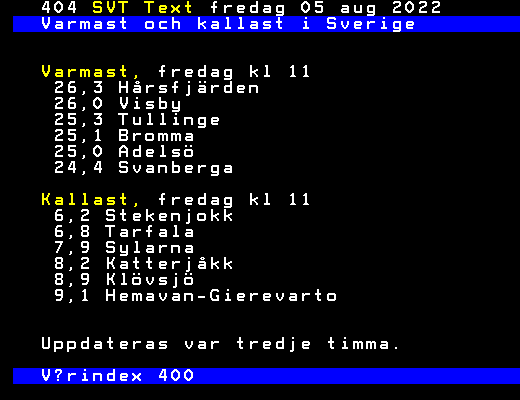 404 SVT Text fredag 05 aug 2022
Varmast och kallast i Sverige
Varmast, fredag kl 11
26,3 Hårsfjärden
26,0 Visby
25,3 Tullinge
25,1 Bromma
25,0 Adelsö
24,4 Svanberga
Kallast, fredag kl 11
6,2 Stekenjokk
6,8 Tarfala
7,9 Sylarna
8,2 Katterjåkk
8,9 Klövsjö
9,1 Hemavan-Gierevarto
Uppdateras var tredje timma.
V?rindex 400